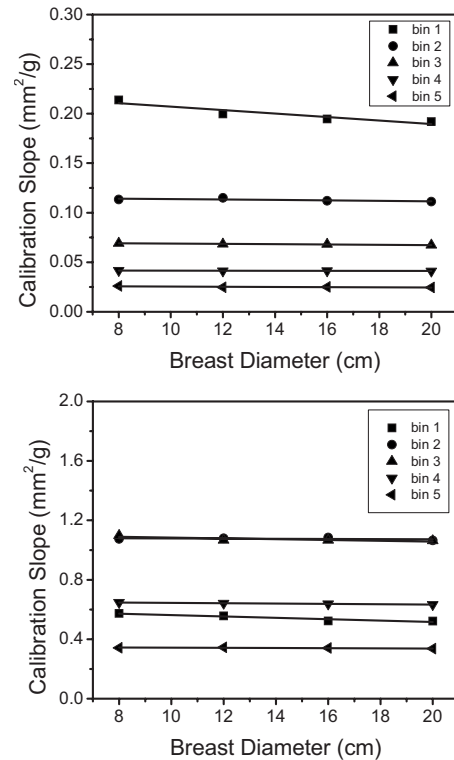 0.30
0.25
0.20
0.15
0.10
0.05
0.00
Calibration Slope (mm²/g)
bin 1
bin 2
bin 3
bin 4
bin 5
8 10 12 14 16 18 20
Breast Diameter (cm)
2.0
1.6
1.2
0.8
0.4
0.0
Calibration Slope (mm²/g)
bin 1
bin 2
bin 3
bin 4
bin 5
8 10 12 14 16 18 20
Breast Diameter (cm)